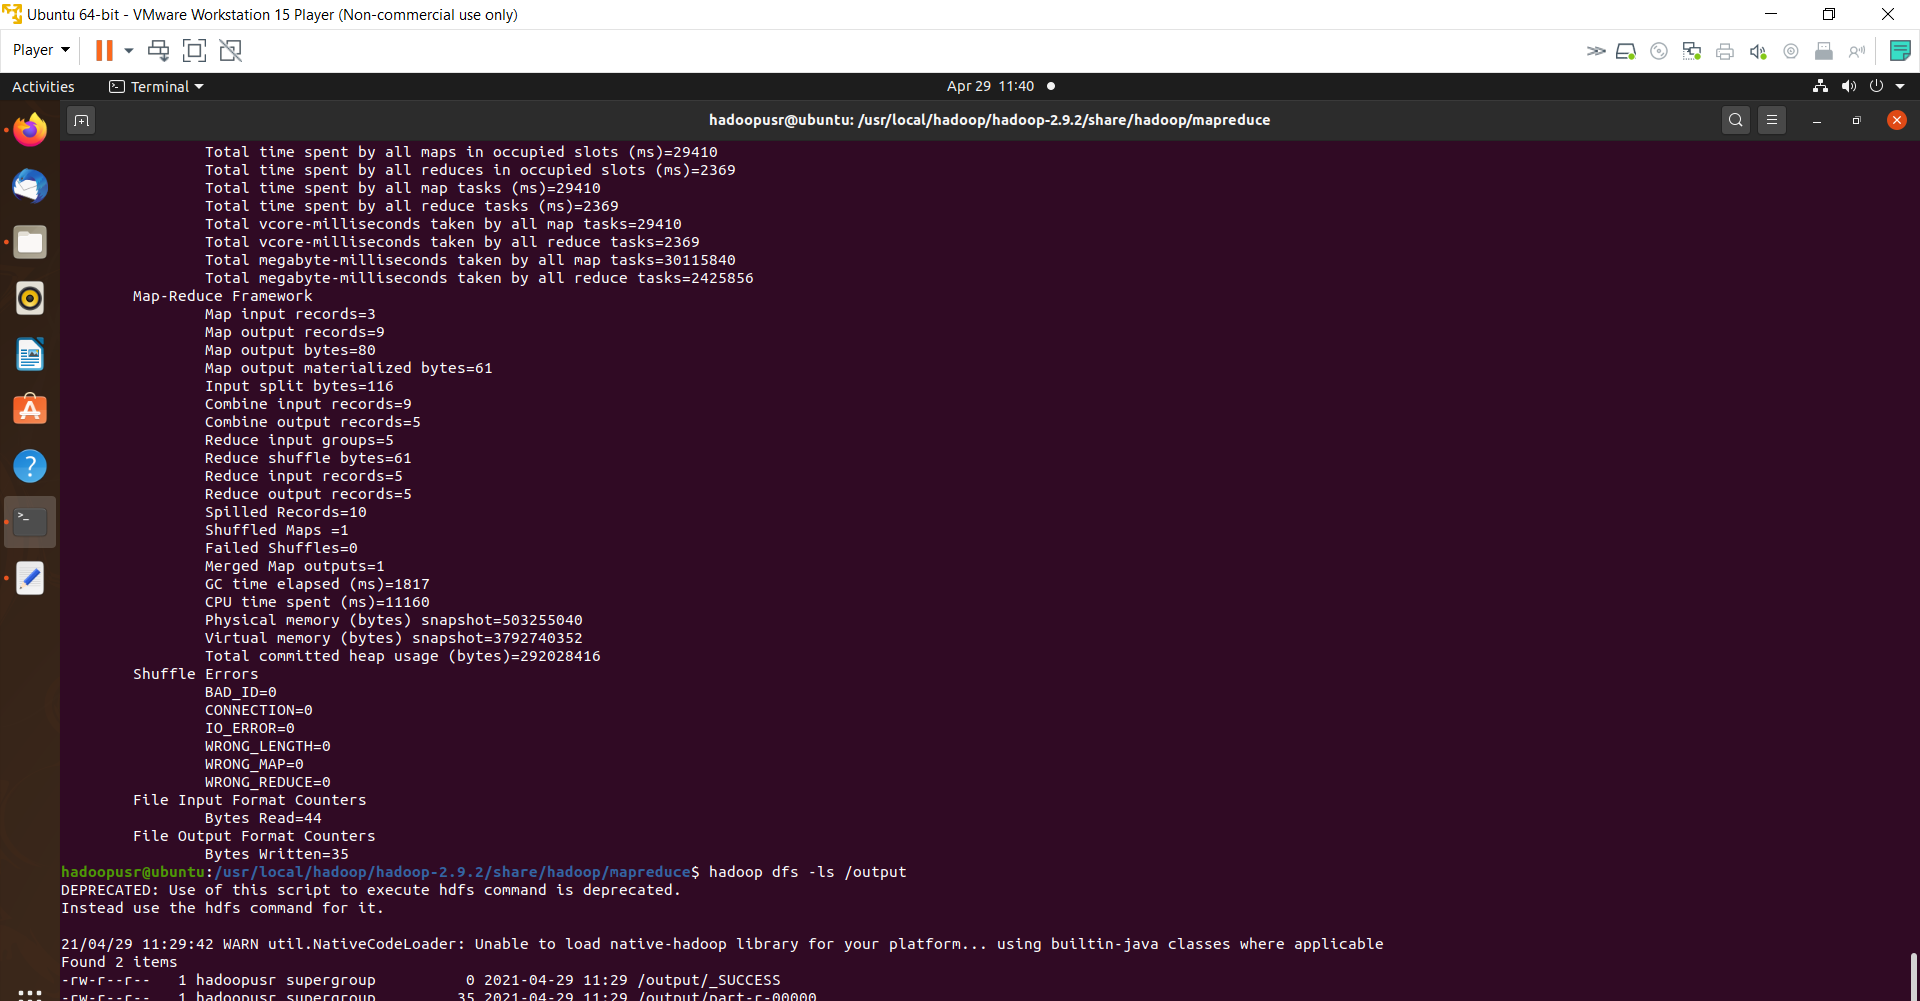 Ubuntu 64-bit - VMware Workstation 15 Player (Non-commercial use only)
Player
Activities
Terminal
Apr 29 11:40
hadoopusr@ubuntu: /usr/local/hadoop/hadoop-2.9.2/share/hadoop/mapreduce
Total time spent by all maps in occupied slots (ms)=29410
Total time spent by all reduces in occupied slots (ms)=2369
Total time spent by all map tasks (ms)=29410
Total time spent by all reduce tasks (ms)=2369
Total vcore-milliseconds taken by all map tasks=29410
Total vcore-milliseconds taken by all reduce tasks=2369
Total megabyte-milliseconds taken by all map tasks=30115840
Total megabyte-milliseconds taken by all reduce tasks=2425856
Map-Reduce Framework
Map input records=3
Map output records=9
Map output bytes=80
Map output materialized bytes=61
Input split bytes=116
Combine input records=9
Combine output records=5
Reduce input groups=5
Reduce shuffle bytes=61
Reduce input records=5
Reduce output records=5
Spilled Records=10
Shuffled Maps =1
Failed Shuffles=0
Merged Map outputs=1
GC time elapsed (ms)=1817
CPU time spent (ms)=11160
Physical memory (bytes) snapshot=503255040
Virtual memory (bytes) snapshot=3792740352
Total committed heap usage (bytes)=292028416
Shuffle Errors
BAD_ID=0
CONNECTION=0
IO_ERROR=0
WRONG_LENGTH=0
WRONG_MAP=0
WRONG_REDUCE=0
File Input Format Counters
Bytes Read=44
File Output Format Counters
Bytes Written=35
hadoopusr@ubuntu:/usr/local/hadoop/hadoop-2.9.2/share/hadoop/mapreduce$ hadoop dfs -ls /output
DEPRECATED: Use of this script to execute hdfs command is deprecated.
Instead use the hdfs command for it.
21/04/29 11:29:42 WARN util.NativeCodeLoader: Unable to load native-hadoop library for your platform... using builtin-java classes where applicable
Found 2 items
-rw-r--r-- 1 hadoopusr supergroup 0 2021-04-29 11:29 /output/_SUCCESS
-rw-r--r-- 1 hadoopusr supergroup 35 2021-04-29 11:29 /output/part-r-00000